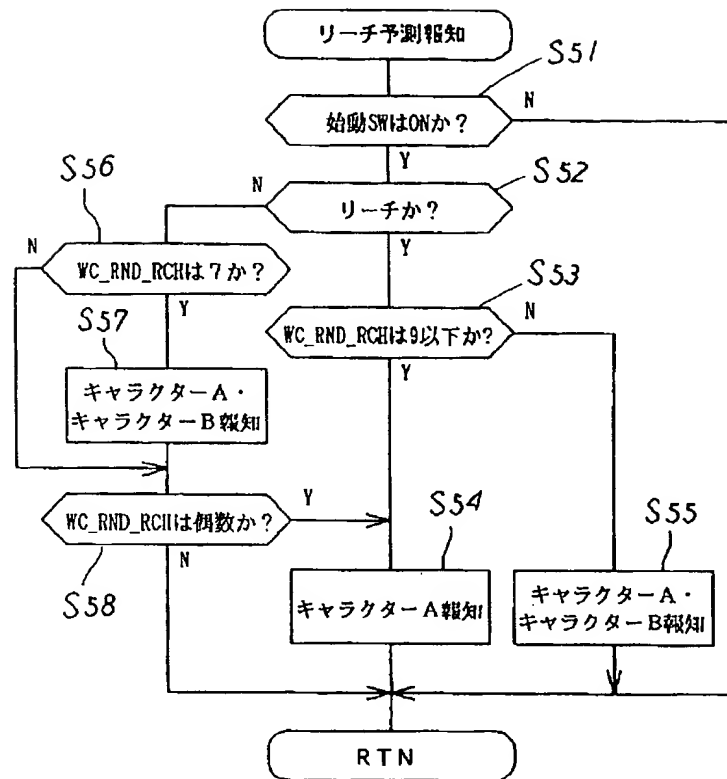 リーチ予測報知
S51
始動SWはONか?
N
Y
S56
N
S52
リーチか?
Y
N
WC_RND_RCHは7か?
Y
S53
WC_RND_RCHは9以下か?
N
Y
S57
キャラクターA・
キャラクターB報知
WC_RND_RCHは偶数か?
Y
N
S58
S54
キャラクターA報知
S55
キャラクターA・
キャラクターB報知
RTN